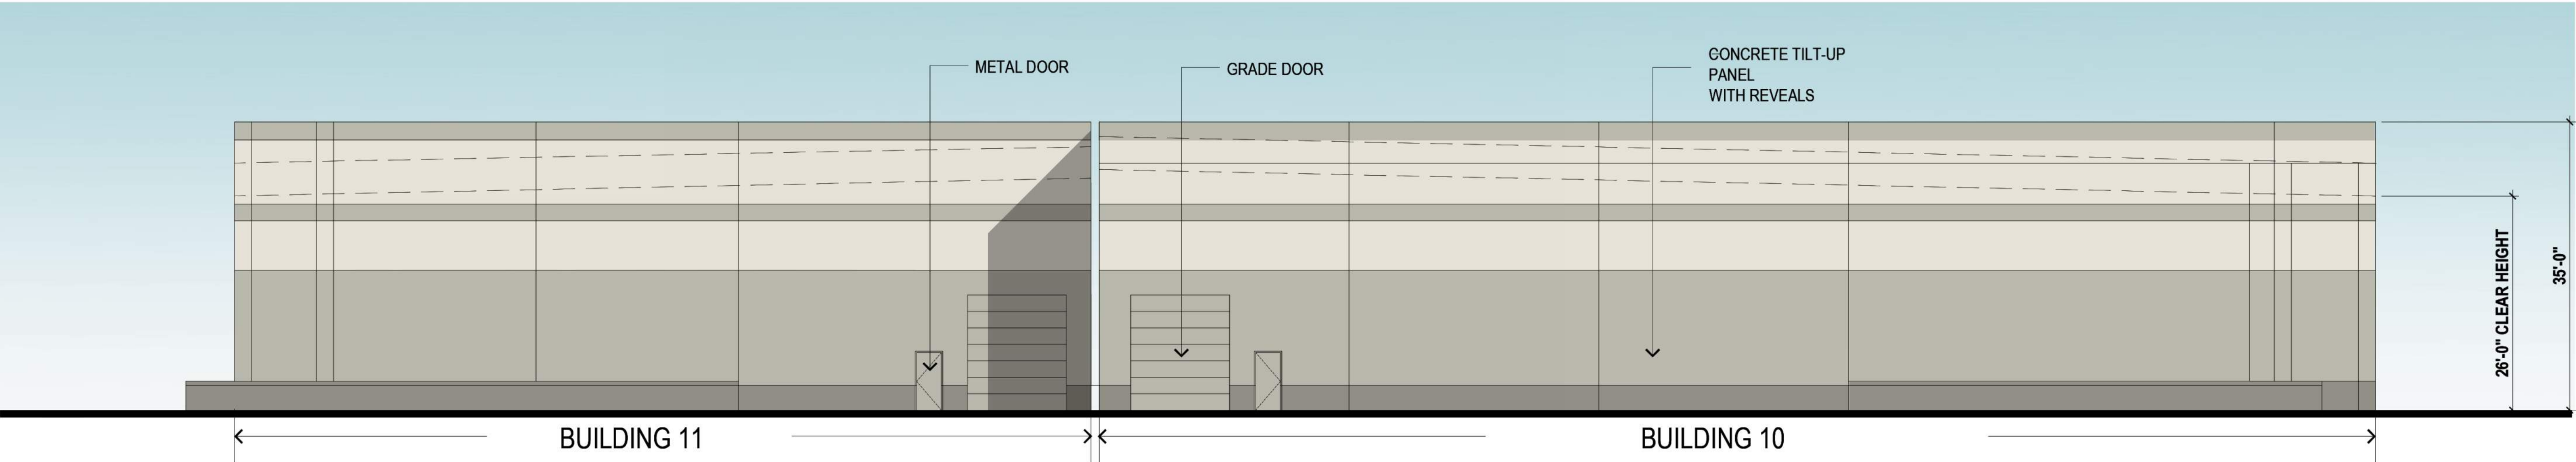 METAL DOOR
GRADE DOOR
CONCRETE TILT-UP
PANEL
WITH REVEALS
26'-0" CLEAR HEIGHT
35'-0"
BUILDING 11
BUILDING 10